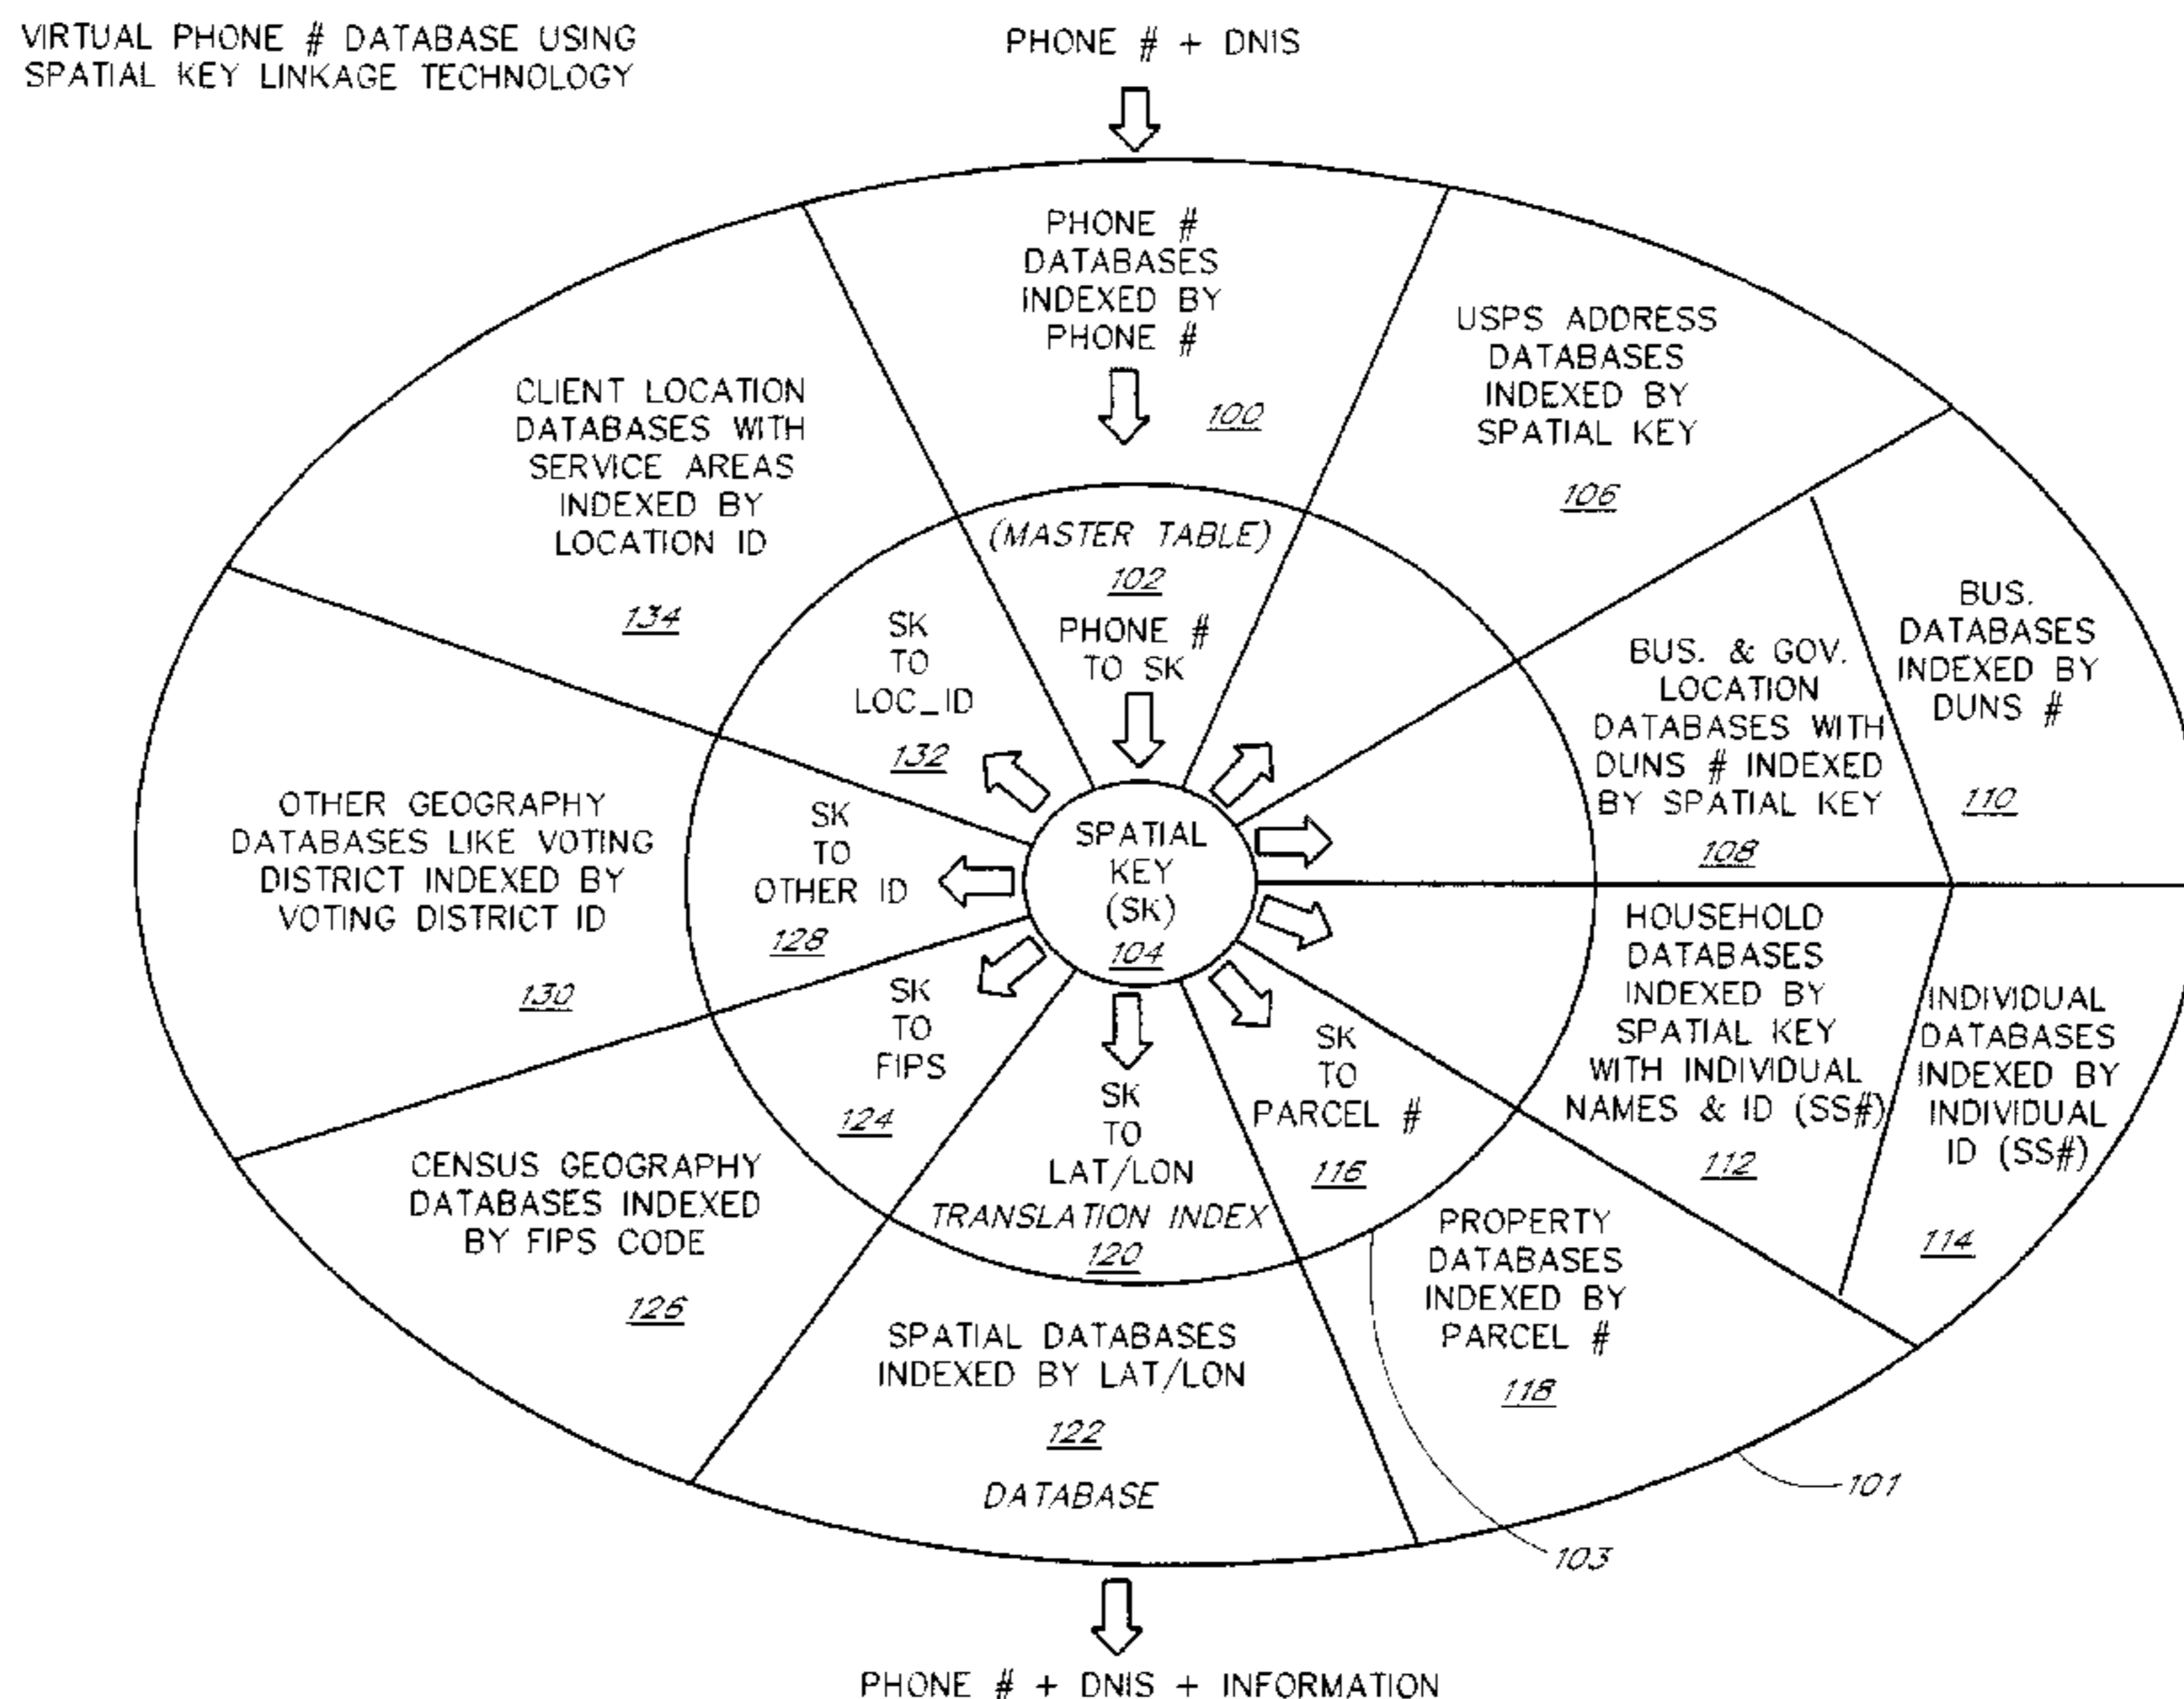 VIRTUAL PHONE # DATABASE USING
SPATIAL KEY LINKAGE TECHNOLOGY
PHONE # + DNIS
PHONE #
DATABASES
INDEXED BY
PHONE #
100
USPS ADDRESS
DATABASES
INDEXED BY
SPATIAL KEY
106
CLIENT LOCATION
DATABASES WITH
SERVICE AREAS
INDEXED BY
LOCATION ID
134
(MASTER TABLE)
102
PHONE #
TO SK
SK
TO
LOC_ID
132
BUS. & GOV.
LOCATION
DATABASES WITH
DUNS # INDEXED
BY SPATIAL KEY
108
BUS.
DATABASES
INDEXED BY
DUNS #
110
OTHER GEOGRAPHY
DATABASES LIKE VOTING
DISTRICT INDEXED BY
VOTING DISTRICT ID
130
SK
TO
OTHER ID
128
SPATIAL
KEY
(SK)
104
HOUSEHOLD
DATABASES
INDEXED BY
SPATIAL KEY
WITH INDIVIDUAL
NAMES & ID (SS#)
112
INDIVIDUAL
DATABASES
INDEXED BY
INDIVIDUAL
ID (SS#)
114
SK
TO
FIPS
124
SK
TO
LAT/LON
TRANSLATION INDEX
120
SK
TO
PARCEL #
116
CENSUS GEOGRAPHY
DATABASES INDEXED
BY FIPS CODE
126
PROPERTY
DATABASES
INDEXED BY
PARCEL #
118
SPATIAL DATABASES
INDEXED BY LAT/LON
122
DATABASE
101
103
PHONE # + DNIS + INFORMATION